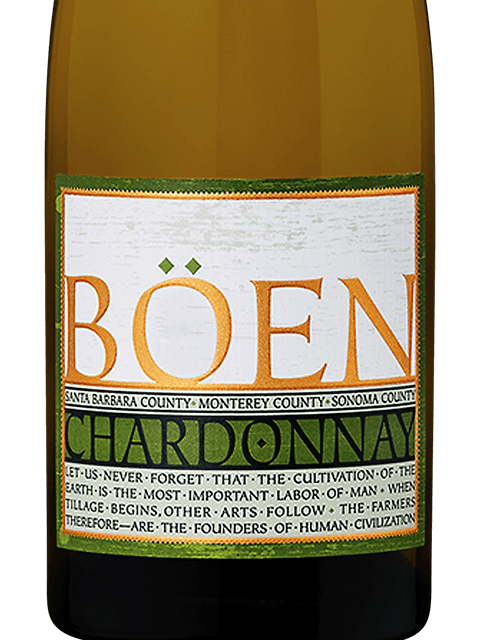 BÖEN
SANTA BARBARA COUNTY • MONTEREY COUNTY • SONOMA COUNTY
CHARDONNAY
LET·US·NEVER·FORGET·THAT·THE·CULTIVATION·OF·THE
EARTH·IS·THE·MOST·IMPORTANT·LABOR·OF·MAN • WHEN
TILLAGE·BEGINS, OTHER·ARTS·FOLLOW • THE·FARMERS
THEREFORE—ARE·THE·FOUNDERS·OF·HUMAN·CIVILIZATION